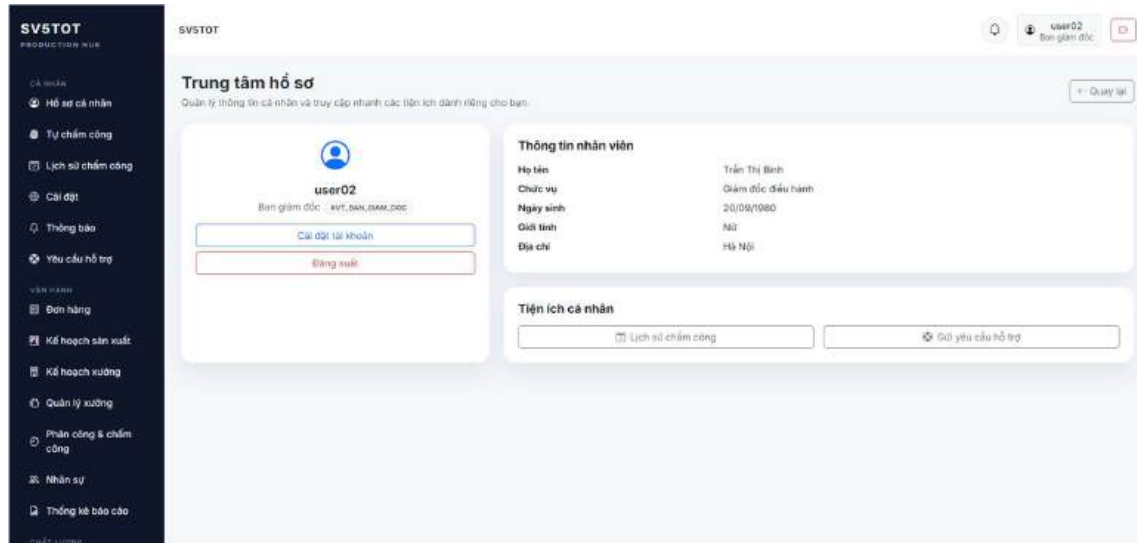 SV5TOT
PRODUCTION HUB
CÁ NHÂN
Hồ sơ cá nhân
Tự chấm công
Lịch sử chấm công
Cài đặt
Thông báo
Yêu cầu hỗ trợ
VẬN HÀNH
Đơn hàng
Kế hoạch sản xuất
Kế hoạch xưởng
Quản lý xưởng
Phân công & chấm
công
Nhân sự
Thống kê báo cáo
CHẤT LƯỢNG
SV5TOT
user02
Ban giám đốc
Trung tâm hồ sơ
Quản lý thông tin cá nhân và truy cập nhanh các tiện ích dành riêng cho bạn.
← Quay lại
user02
Ban giám đốc
Cài đặt tài khoản
Đăng xuất
Thông tin nhân viên
Họ tên Trần Thị Bình
Chức vụ Giám đốc điều hành
Ngày sinh 20/09/1980
Giới tính Nữ
Địa chỉ Hà Nội
Tiện ích cá nhân
Lịch sử chấm công
Gửi yêu cầu hỗ trợ